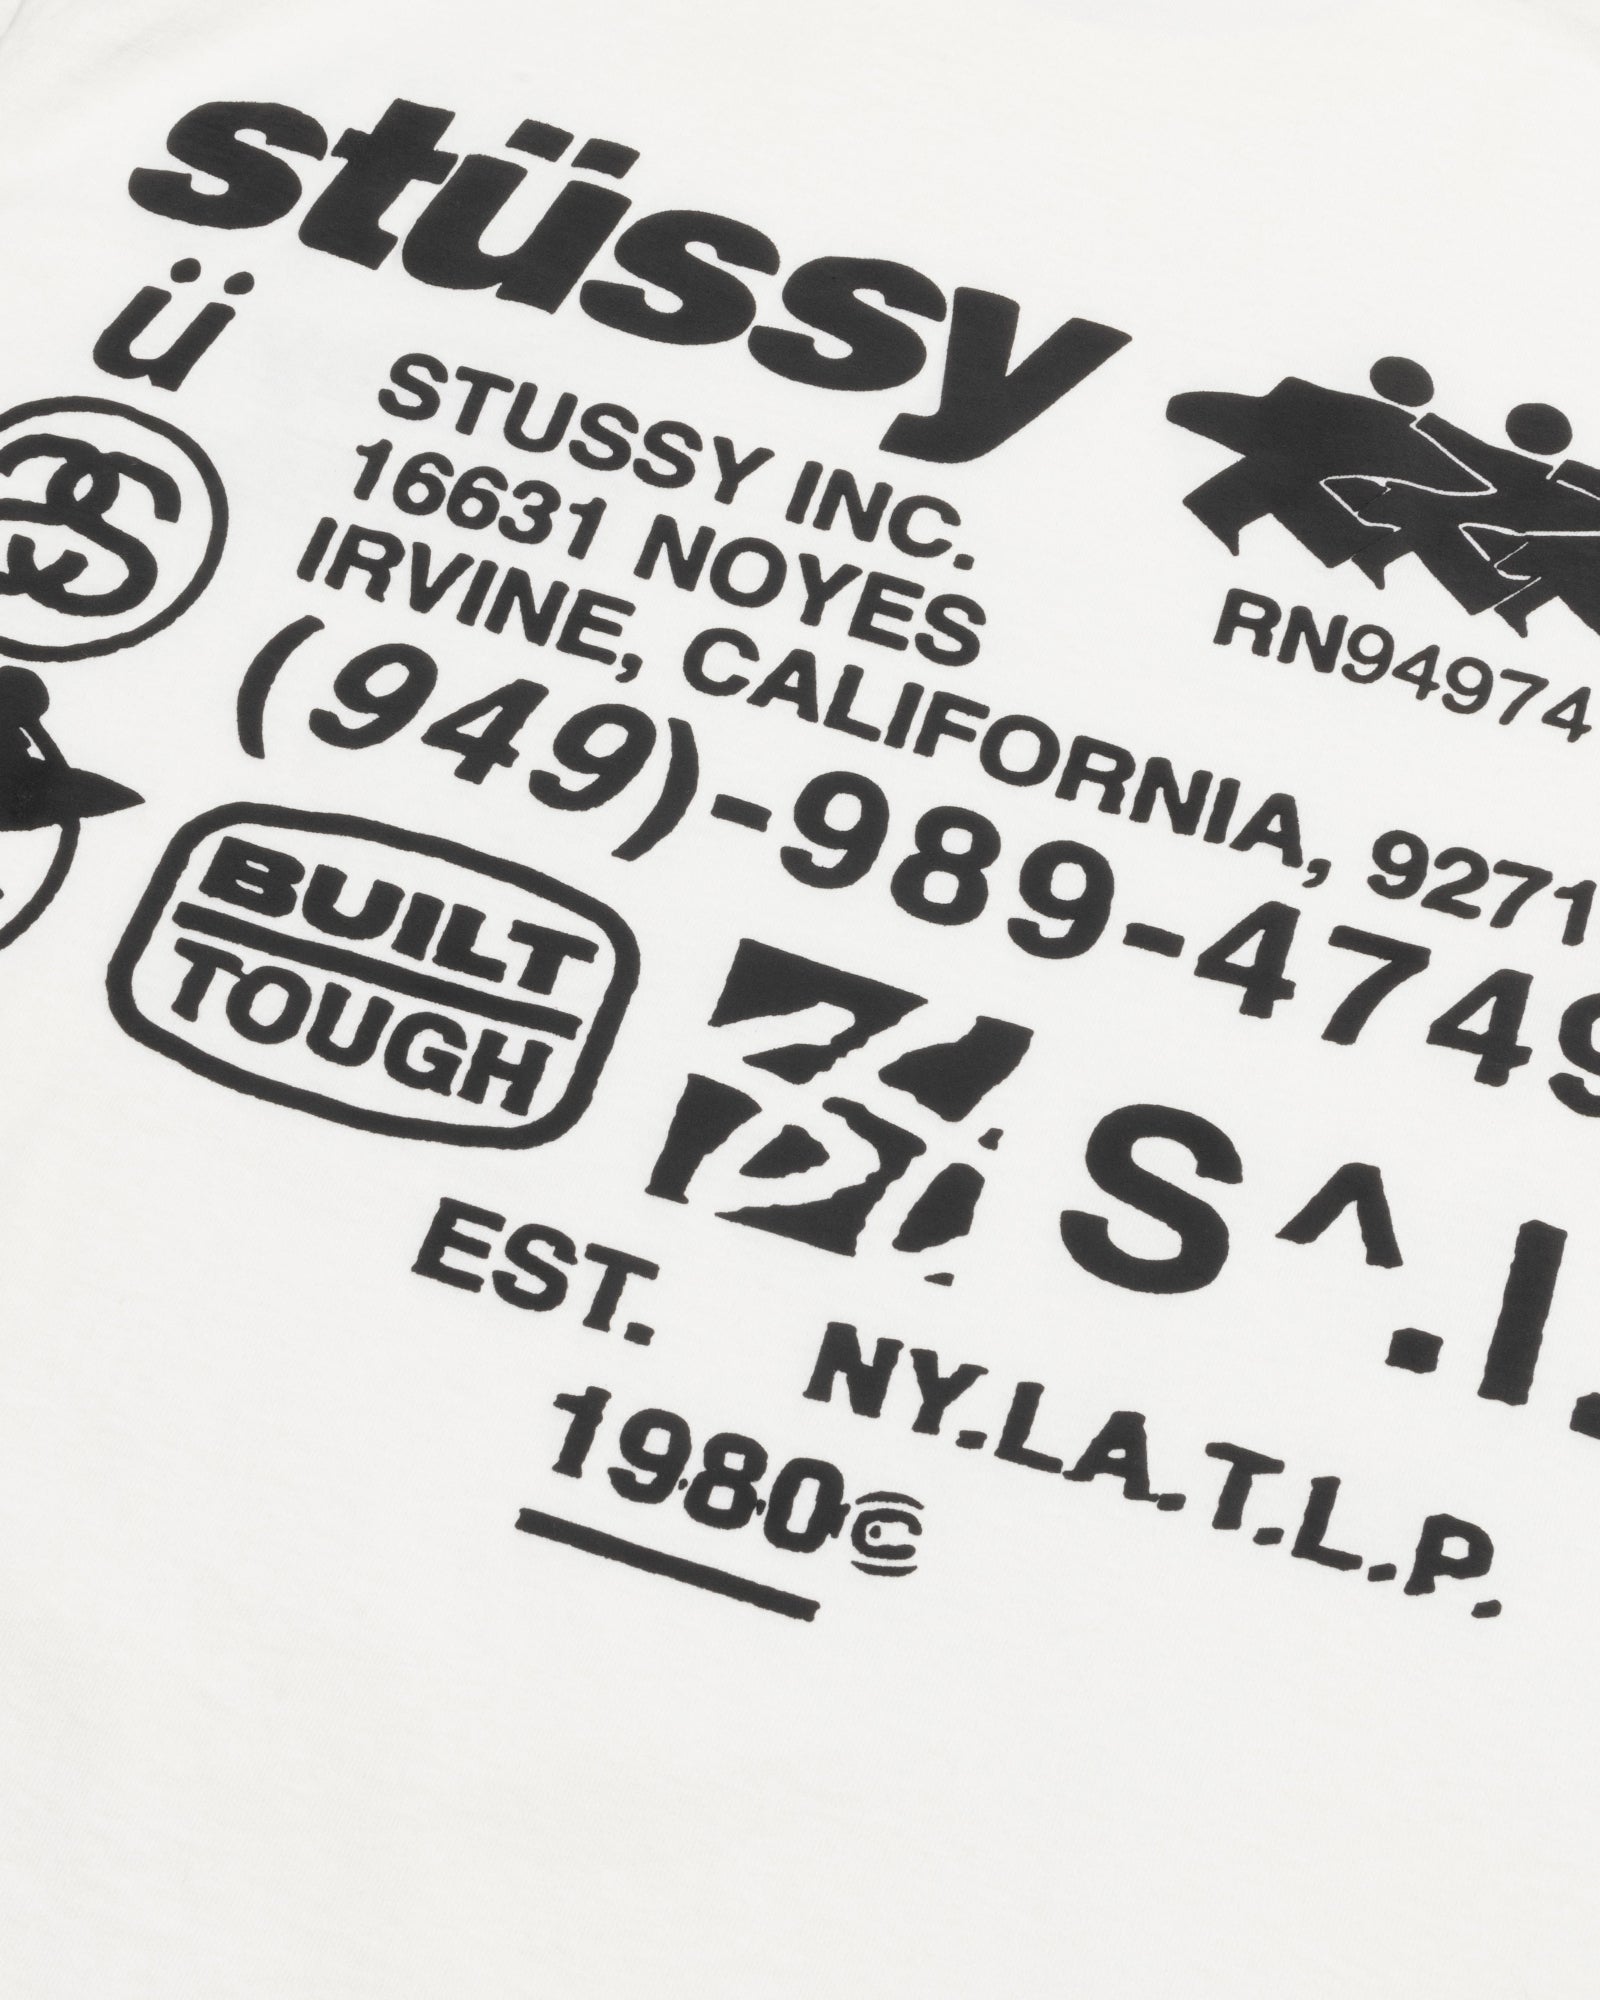 stüssy
ü
STUSSY INC.
16631 NOYES
IRVINE, CALIFORNIA, 9271
(949)-989-4749
RN94974
BUILT
TOUGH
S^.I.
EST.
1980©
NY.LA.T.L.P.